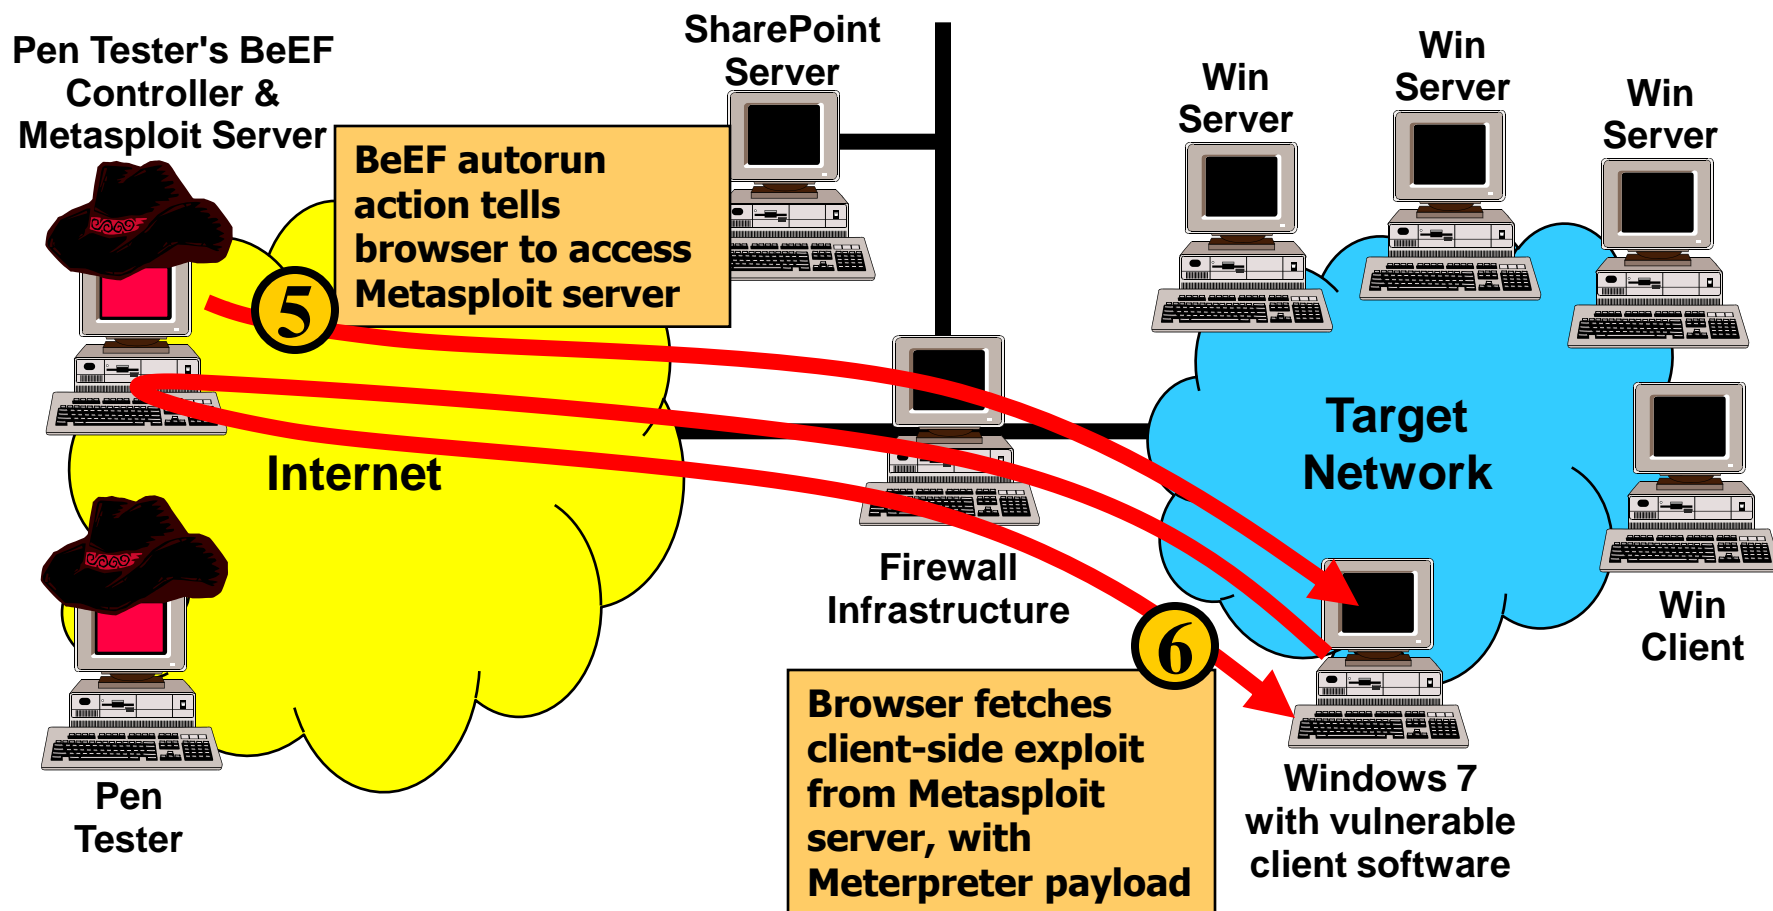 Pen Tester's BeEF
Controller &
Metasploit Server
SharePoint
Server
Win
Server
Win
Server
Win
Server
BeEF autorun
action tells
browser to access
Metasploit server
5
Internet
Target
Network
Firewall
Infrastructure
Win
Client
6
Browser fetches
client-side exploit
from Metasploit
server, with
Meterpreter payload
Pen
Tester
Windows 7
with vulnerable
client software